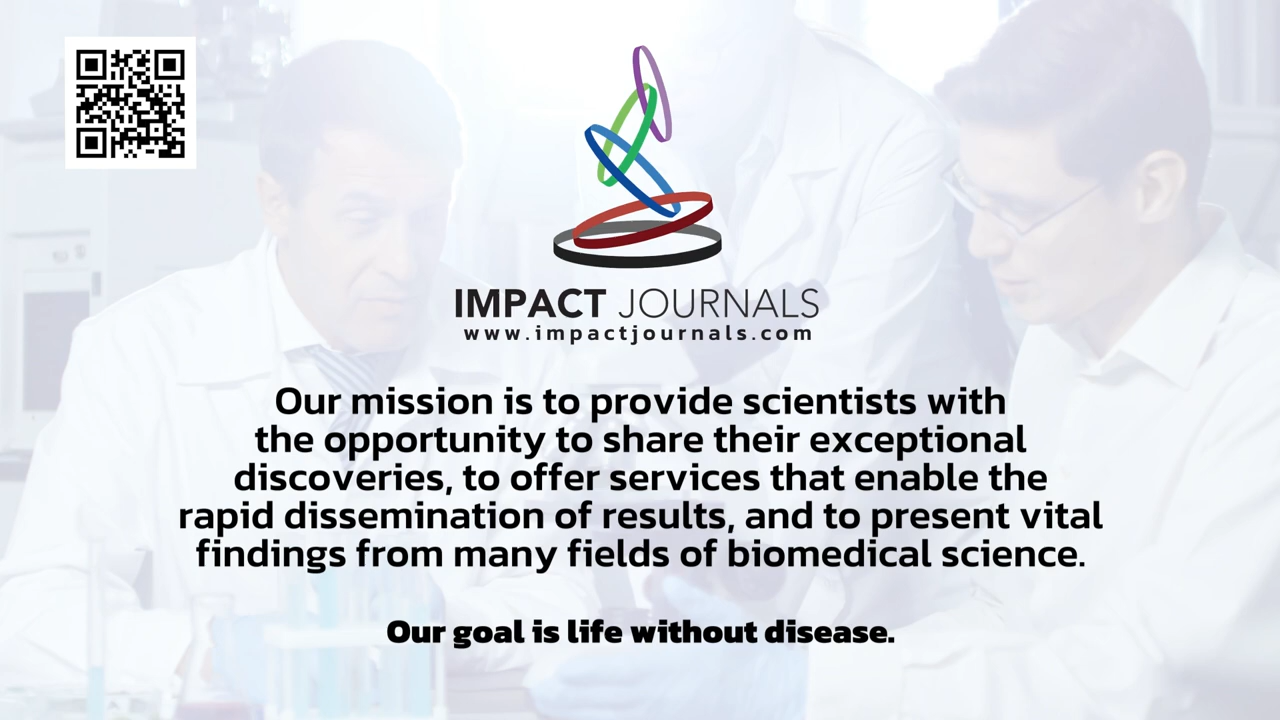 IMPACT JOURNALS
www.impactjournals.com
Our mission is to provide scientists with
the opportunity to share their exceptional
discoveries, to offer services that enable the
rapid dissemination of results, and to present vital
findings from many fields of biomedical science.
Our goal is life without disease.